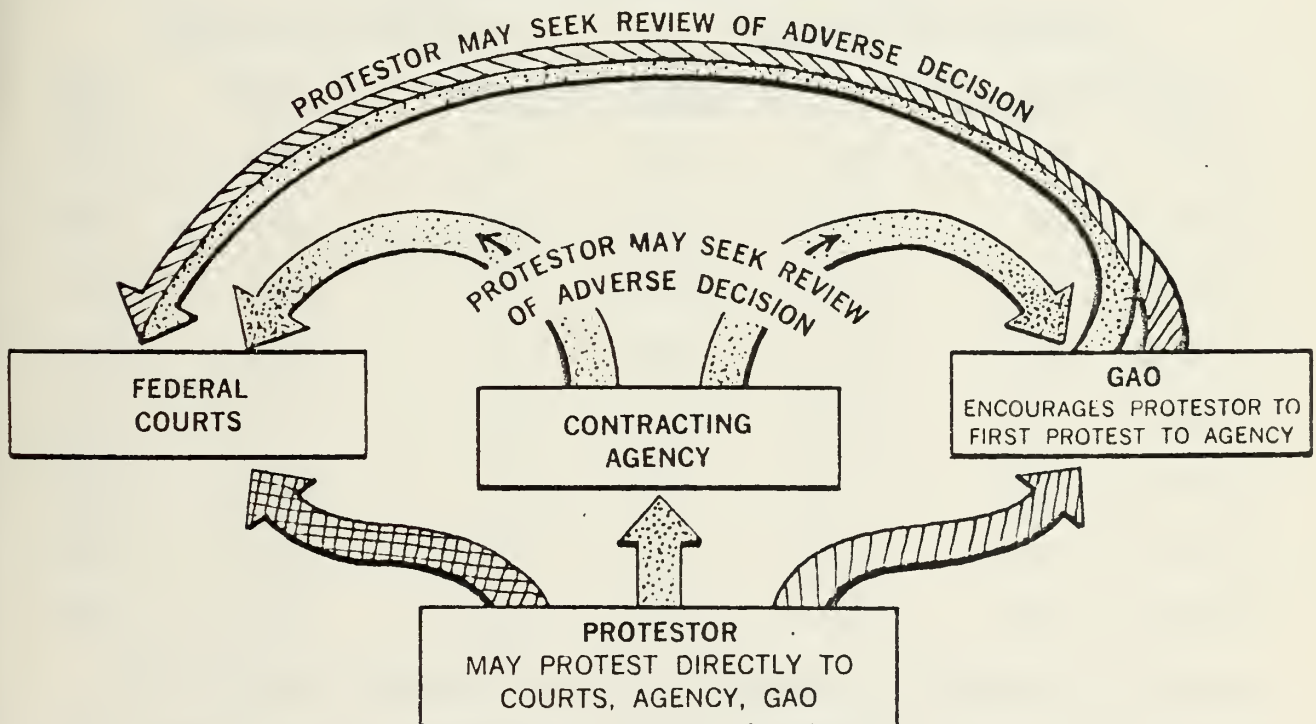 PROTESTOR MAY SEEK REVIEW OF ADVERSE DECISION
PROTESTOR MAY SEEK REVIEW
OF ADVERSE DECISION
FEDERAL
COURTS
CONTRACTING
AGENCY
GAO
ENCOURAGES PROTESTOR TO
FIRST PROTEST TO AGENCY
PROTESTOR
MAY PROTEST DIRECTLY TO
COURTS, AGENCY, GAO